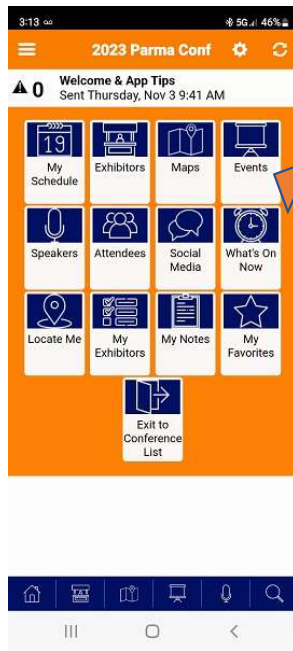 3:13
5G 46%
2023 Parma Conf
0
Welcome & App Tips
Sent Thursday, Nov 3 9:41 AM
19
My
Schedule
Exhibitors
Maps
Events
Speakers
Attendees
Social
Media
What's On
Now
Locate Me
My
Exhibitors
My Notes
My
Favorites
Exit to
Conference
List